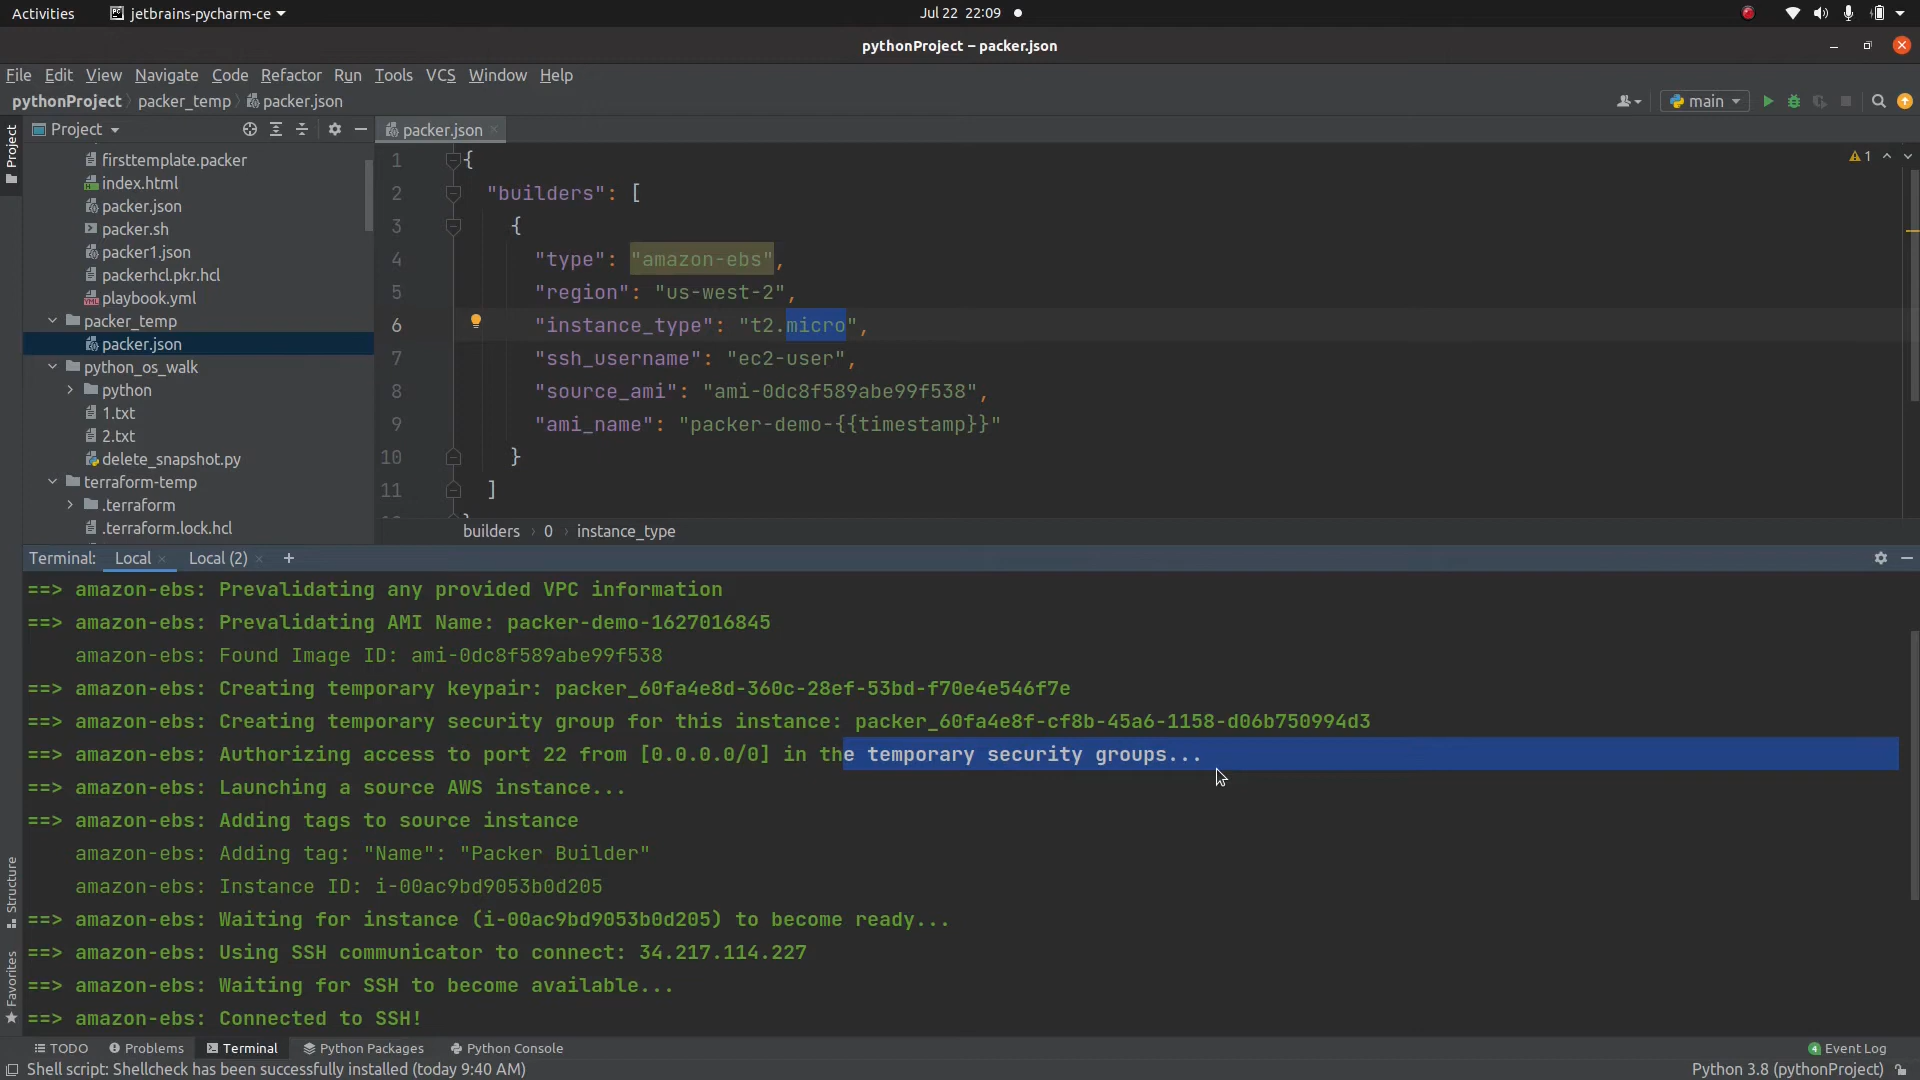 Activities jetbrains-pycharm-ce Jul 22 22:09
pythonProject – packer.json
File Edit View Navigate Code Refactor Run Tools VCS Window Help
pythonProject packer_temp packer.json main
Project packer.json
Project
firsttemplate.packer
index.html
packer.json
packer.sh
packer1.json
packerhcl.pkr.hcl
playbook.yml
packer_temp
packer.json
python_os_walk
python
1.txt
2.txt
delete_snapshot.py
terraform-temp
.terraform
.terraform.lock.hcl
1 {
2 "builders": [
3 {
4 "type": "amazon-ebs",
5 "region": "us-west-2",
6 "instance_type": "t2.micro",
7 "ssh_username": "ec2-user",
8 "source_ami": "ami-0dc8f589abe99f538",
9 "ami_name": "packer-demo-{{timestamp}}"
10 }
11 ]
1
builders 0 instance_type
Terminal: Local Local (2) +
==> amazon-ebs: Prevalidating any provided VPC information
==> amazon-ebs: Prevalidating AMI Name: packer-demo-1627016845
amazon-ebs: Found Image ID: ami-0dc8f589abe99f538
==> amazon-ebs: Creating temporary keypair: packer_60fa4e8d-360c-28ef-53bd-f70e4e546f7e
==> amazon-ebs: Creating temporary security group for this instance: packer_60fa4e8f-cf8b-45a6-1158-d06b750994d3
==> amazon-ebs: Authorizing access to port 22 from [0.0.0.0/0] in the temporary security groups...
==> amazon-ebs: Launching a source AWS instance...
==> amazon-ebs: Adding tags to source instance
amazon-ebs: Adding tag: "Name": "Packer Builder"
amazon-ebs: Instance ID: i-00ac9bd9053b0d205
==> amazon-ebs: Waiting for instance (i-00ac9bd9053b0d205) to become ready...
==> amazon-ebs: Using SSH communicator to connect: 34.217.114.227
==> amazon-ebs: Waiting for SSH to become available...
==> amazon-ebs: Connected to SSH!
Structure
Favorites
TODO Problems Terminal Python Packages Python Console 4 Event Log
Shell script: Shellcheck has been successfully installed (today 9:40 AM) Python 3.8 (pythonProject)